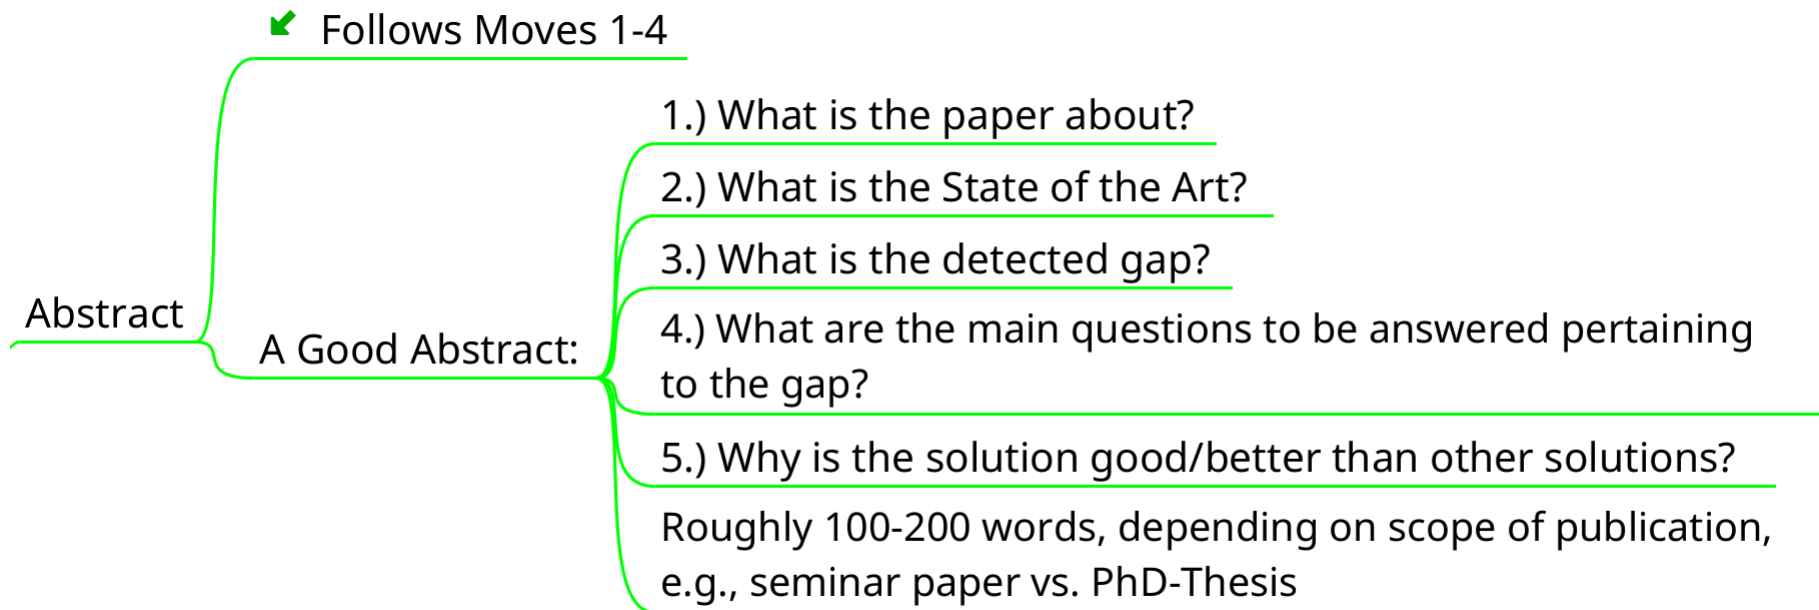 Follows Moves 1-4
1.) What is the paper about?
2.) What is the State of the Art?
3.) What is the detected gap?
Abstract
A Good Abstract:
4.) What are the main questions to be answered pertaining
to the gap?
5.) Why is the solution good/better than other solutions?
Roughly 100-200 words, depending on scope of publication,
e.g., seminar paper vs. PhD-Thesis